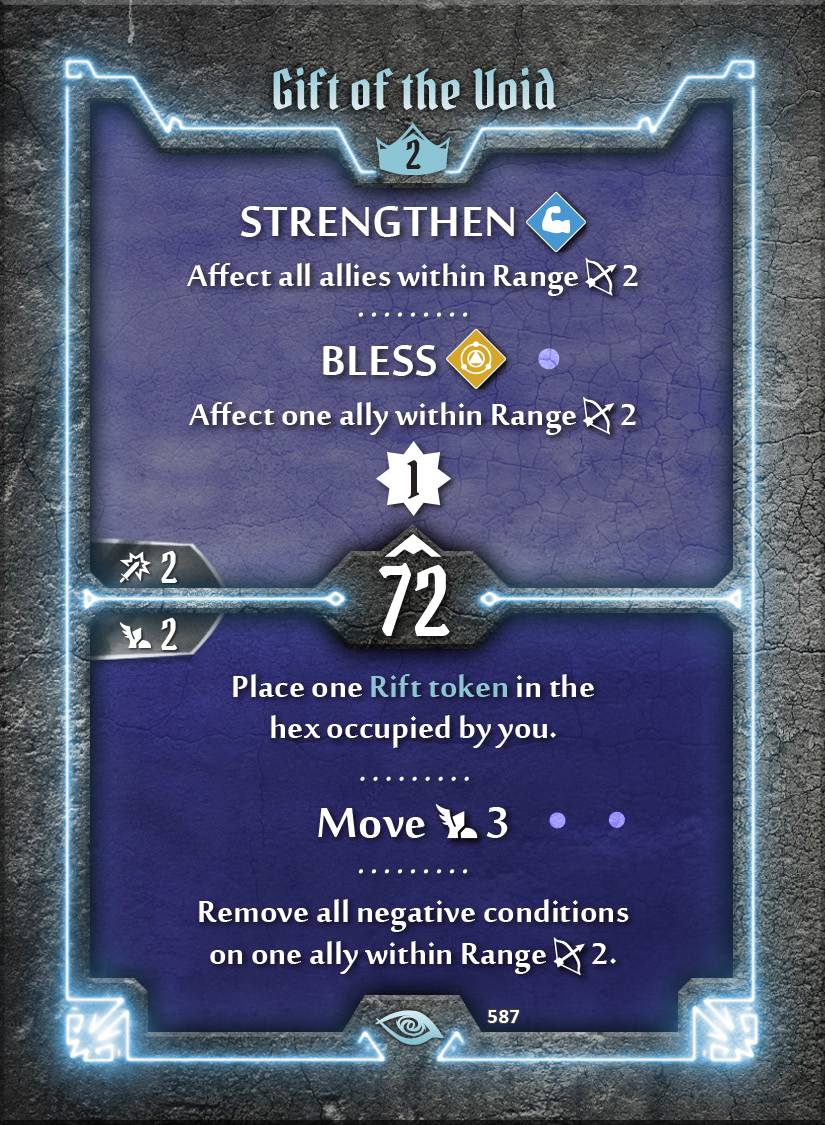 Gift of the Void
2
STRENGTHEN
Affect all allies within Range 2
BLESS
Affect one ally within Range 2
1
2
72
2
Place one Rift token in the
hex occupied by you.
Move 3
Remove all negative conditions
on one ally within Range 2.
587